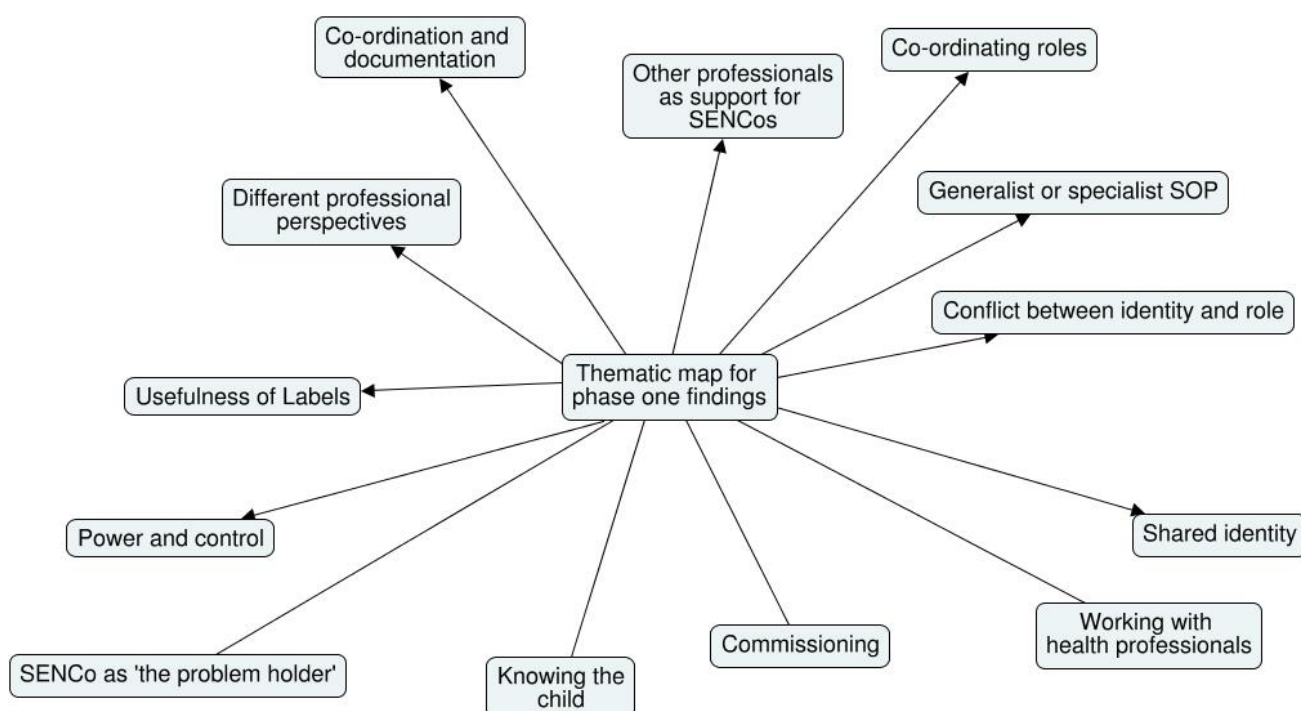 Co-ordination and
documentation
Other professionals
as support for
SENCos
Co-ordinating roles
Different professional
perspectives
Generalist or specialist SOP
Conflict between identity and role
Thematic map for
phase one findings
Usefulness of Labels
Power and control
Shared identity
SENCo as 'the problem holder'
Knowing the
child
Commissioning
Working with
health professionals